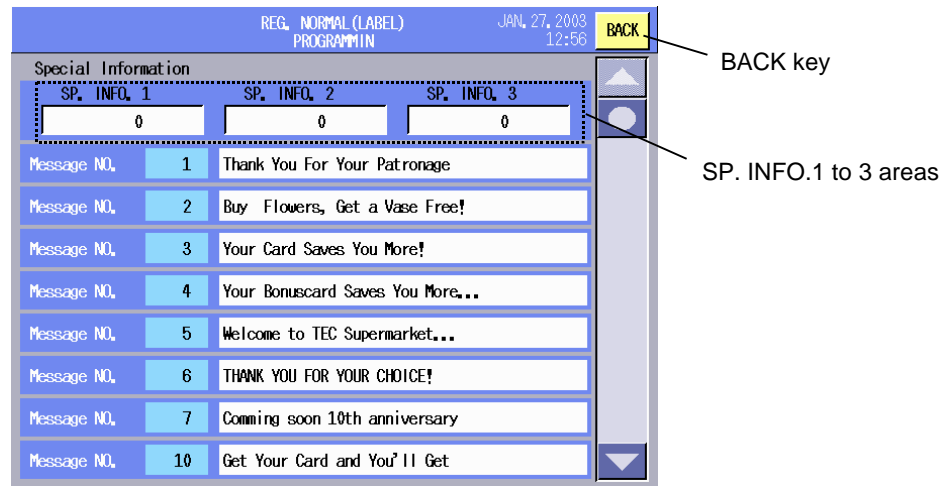 REG. NORMAL(LABEL) JAN.27.2003 BACK
PROGRAMMIN 12:56
BACK key
Special Information
SP. INFO. 1 SP. INFO. 2 SP. INFO. 3
0 0 0
SP. INFO.1 to 3 areas
Message NO. 1 Thank You For Your Patronage
Message NO. 2 Buy Flowers, Get a Vase Free!
Message NO. 3 Your Card Saves You More!
Message NO. 4 Your Bonuscard Saves You More...
Message NO. 5 Welcome to TEC Supermarket...
Message NO. 6 THANK YOU FOR YOUR CHOICE!
Message NO. 7 Comming soon 10th anniversary
Message NO. 10 Get Your Card and You'll Get